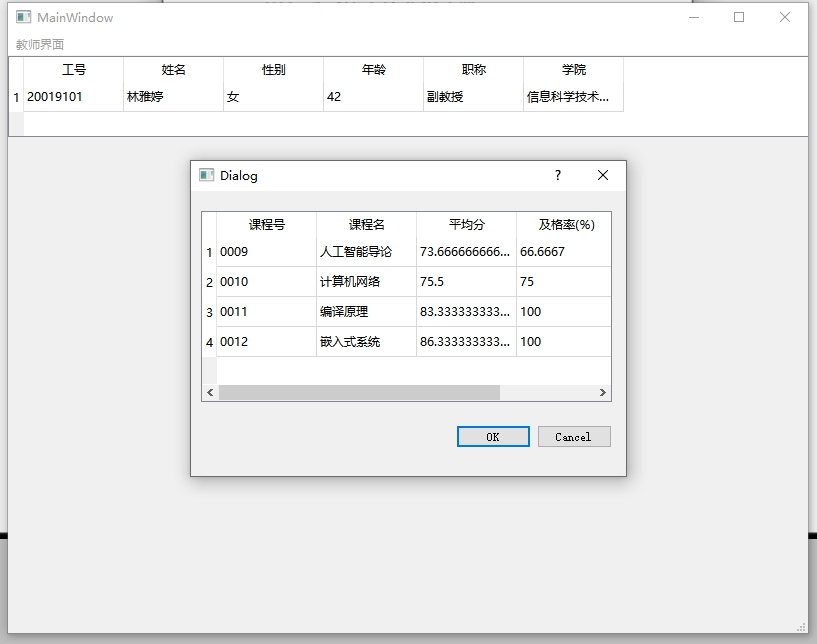 MainWindow
教师界面
工号 姓名 性别 年龄 职称 学院
1 20019101 林雅婷 女 42 副教授 信息科学技术...
Dialog ?
课程号 课程名 平均分 及格率(%)
1 0009 人工智能导论 73.666666666... 66.6667
2 0010 计算机网络 75.5 75
3 0011 编译原理 83.333333333... 100
4 0012 嵌入式系统 86.333333333... 100
OK Cancel